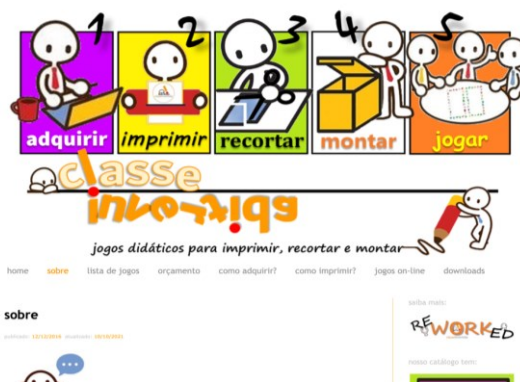 1 2 3 4 5
adquirir imprimir recortar montar jogar
classe
invertida
jogos didáticos para imprimir, recortar e montar
home sobre lista de jogos orçamento como adquirir? como imprimir? jogos on-line downloads
saiba mais:
sobre
REWORKED
nosso catálogo tem: